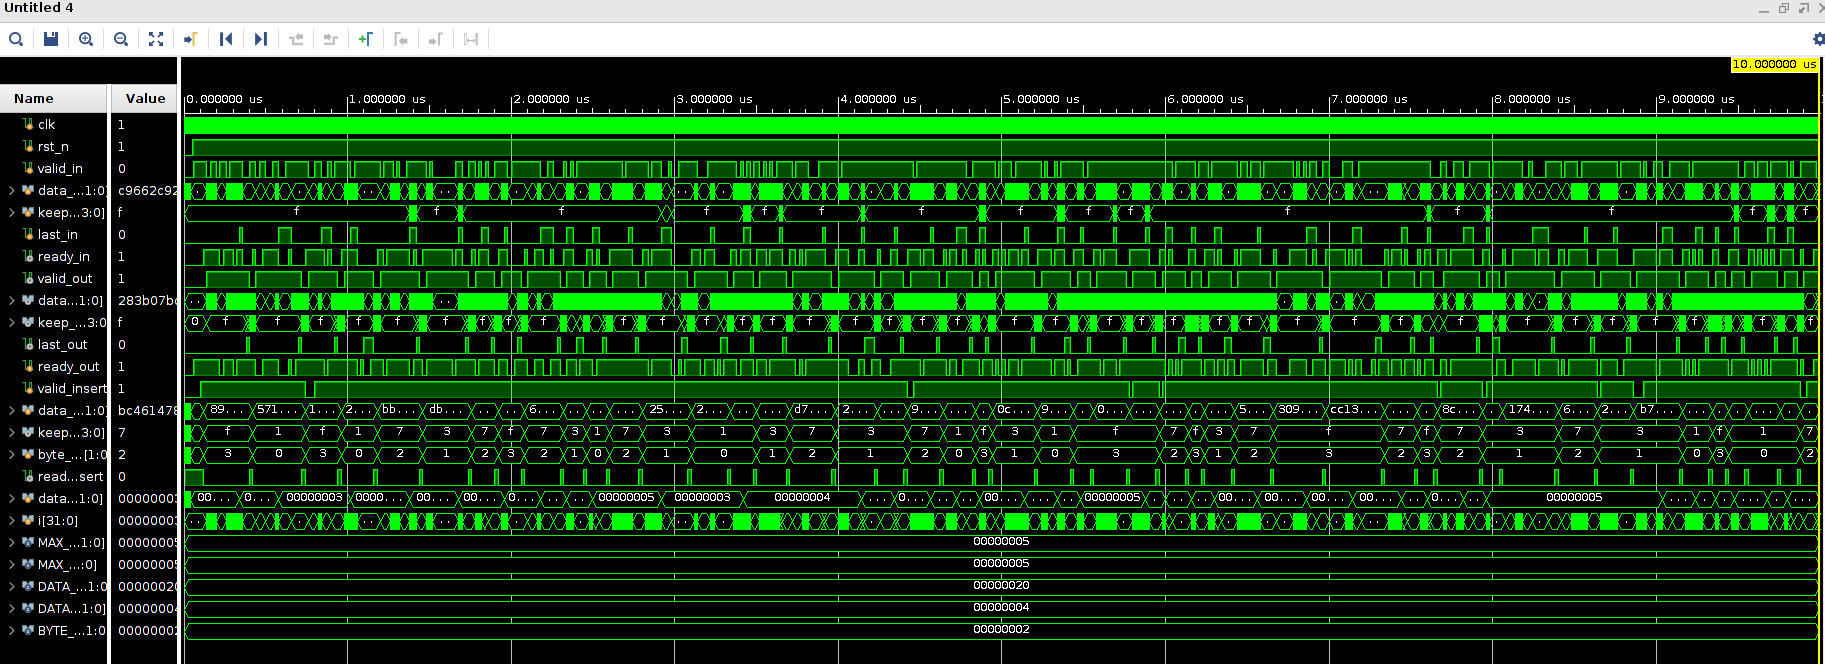 Untitled 4
10.000000 us
Name Value
0.000000 us 1.000000 us 2.000000 us 3.000000 us 4.000000 us 5.000000 us 6.000000 us 7.000000 us 8.000000 us 9.000000 us
clk 1
rst_n 1
valid_in 0
data_...1:0] c9662c92
keep...3:0] f f f f f f f f f f f f f f f
last_in 0
ready_in 1
valid_out 1
data...1:0] 283b07b
keep_...3:0 f 0 f f f f f f f f f f f f f f f f f f f f f f f f f f f f f f
last_out 0
ready_out 1
valid_insert 1
data_...1:0] bc461478 89... 571... 1... 2... bb... db... 6... 25... 2... d7... 2... 9... 0c... 9... 0... 5... 309... cc13... 8c... 174... 6... 2... b7...
keep...3:0] 7 f 1 f 1 7 3 7 f 7 3 1 7 3 1 3 7 3 7 1 f 3 1 f 7 f 3 7 f 7 f 7 3 7 3 1 f 1 7
byte_...[1:0 2 3 0 3 0 2 1 2 3 2 1 0 2 1 0 1 2 1 2 0 3 1 0 3 2 3 1 2 3 2 3 2 1 2 1 0 3 0 2
read...sert 0
data...1:0] 00000003 00... 0... 00000003 0000... 00... 00... 0... 00000005 00000003 00000004 0... 00... 00000005 00... 00... 00... 00... 0... 00000005
i[31:0] 00000003
MAX_...1:0] 00000005 00000005
MAX_...:0] 00000005 00000005
DATA_...1:0 00000020 00000020
DATA...1:0] 00000004 00000004
BYTE_...1:0 00000002 00000002